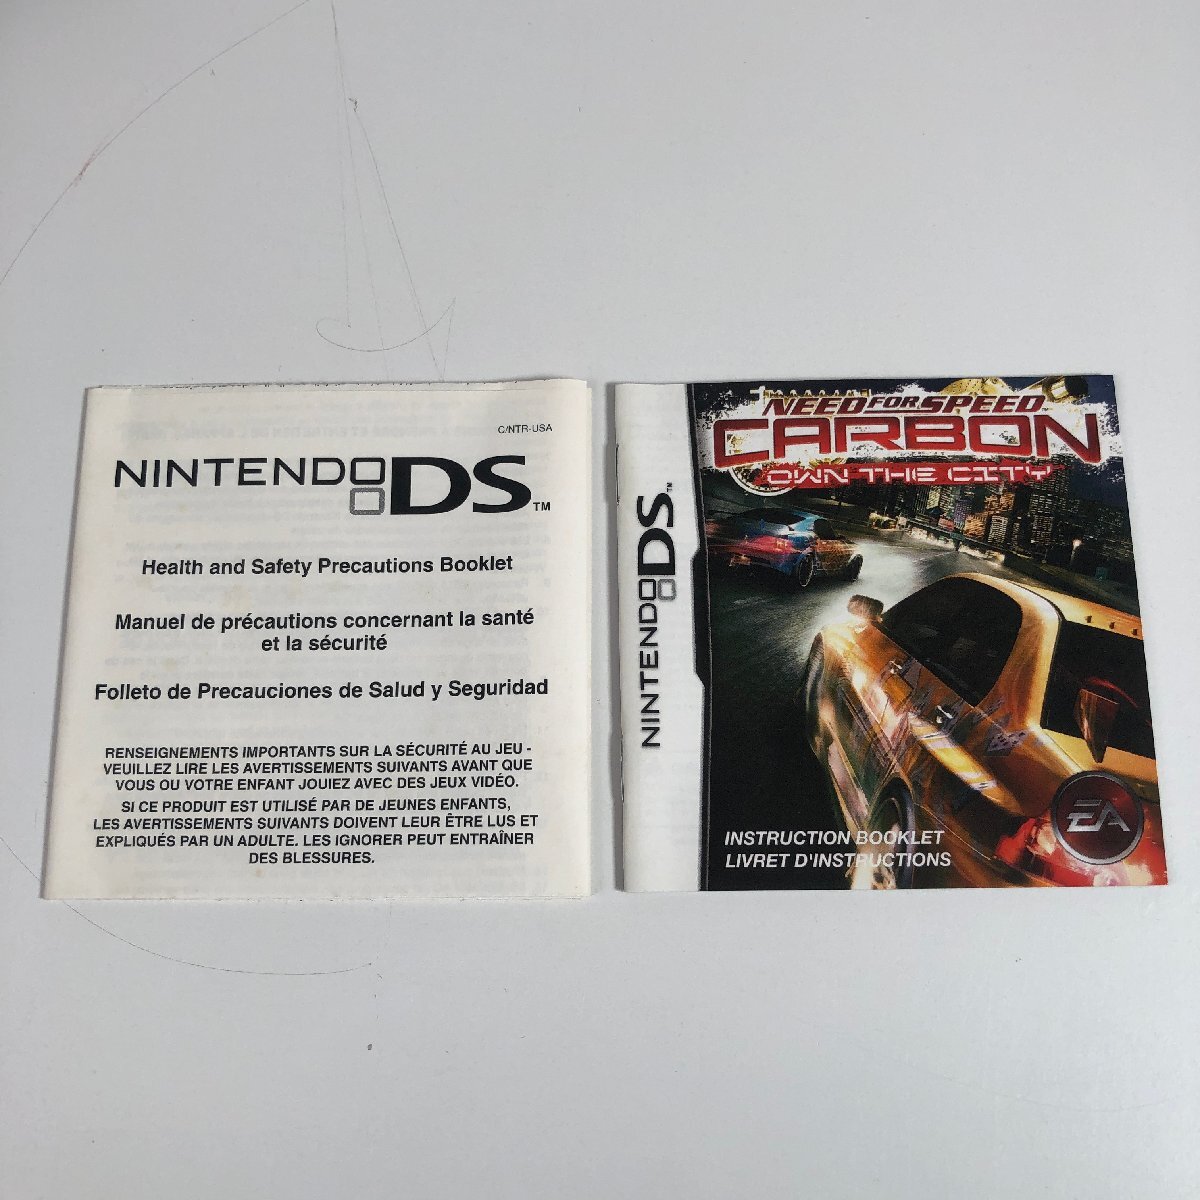 C/NTR-USA
NINTENDO DS™
Health and Safety Precautions Booklet
Manuel de précautions concernant la santé
et la sécurité
Folleto de Precauciones de Salud y Seguridad
RENSEIGNEMENTS IMPORTANTS SUR LA SÉCURITÉ AU JEU -
VEUILLEZ LIRE LES AVERTISSEMENTS SUIVANTS AVANT QUE
VOUS OU VOTRE ENFANT JOUIEZ AVEC DES JEUX VIDÉO.
SI CE PRODUIT EST UTILISÉ PAR DE JEUNES ENFANTS,
LES AVERTISSEMENTS SUIVANTS DOIVENT LEUR ÊTRE LUS ET
EXPLIQUÉS PAR UN ADULTE. LES IGNORER PEUT ENTRAÎNER
DES BLESSURES.
NINTENDO DS™
NEED FOR SPEED™
CARBON
OWN THE CITY
INSTRUCTION BOOKLET
LIVRET D'INSTRUCTIONS
EA